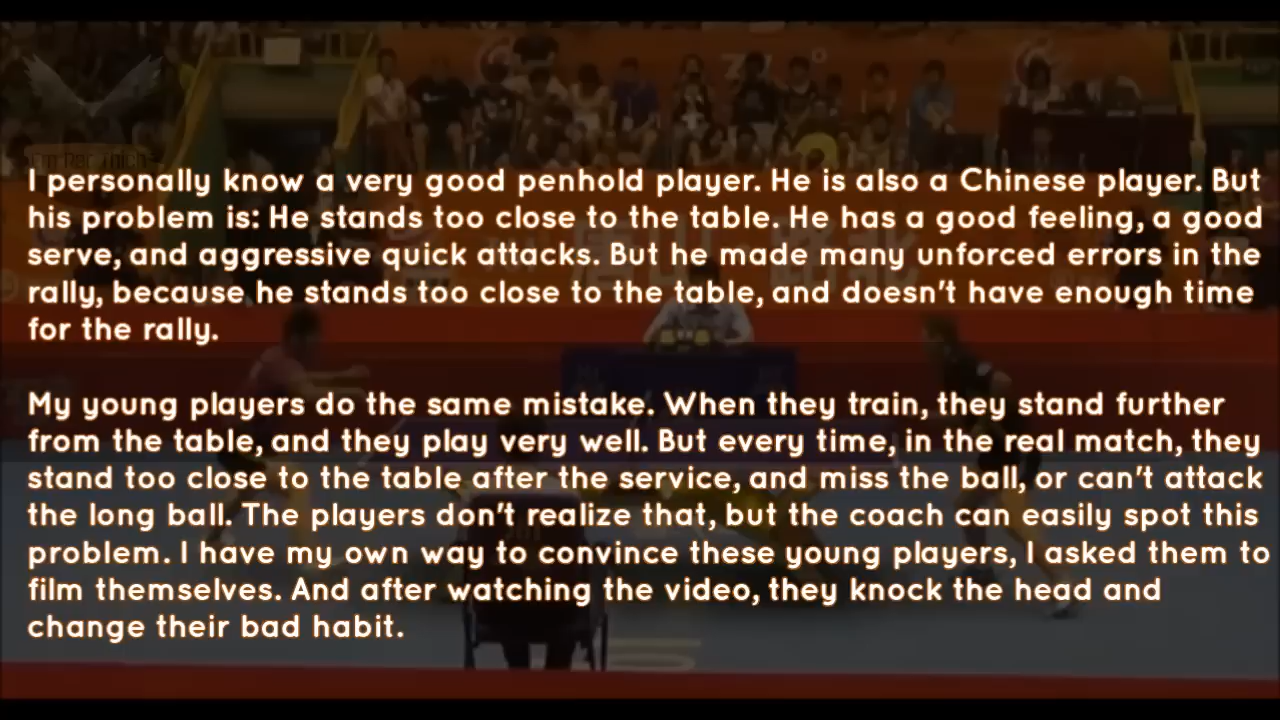 I personally know a very good penhold player. He is also a Chinese player. But
his problem is: He stands too close to the table. He has a good feeling, a good
serve, and aggressive quick attacks. But he made many unforced errors in the
rally, because he stands too close to the table, and doesn't have enough time
for the rally.
My young players do the same mistake. When they train, they stand further
from the table, and they play very well. But every time, in the real match, they
stand too close to the table after the service, and miss the ball, or can't attack
the long ball. The players don't realize that, but the coach can easily spot this
problem. I have my own way to convince these young players, I asked them to
film themselves. And after watching the video, they knock the head and
change their bad habit.